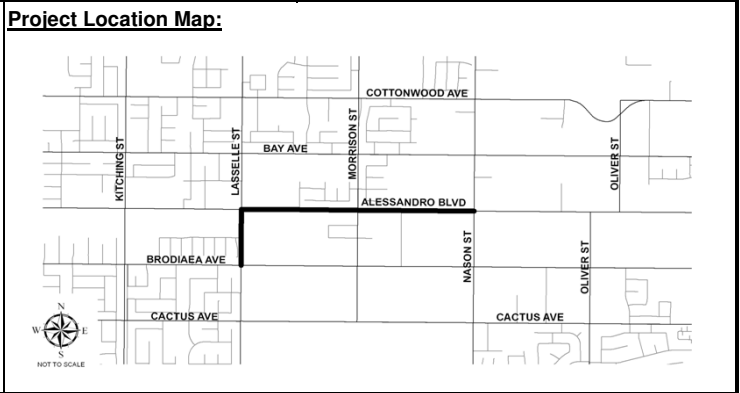 Project Location Map:
COTTONWOOD AVE
KITCHING ST
LASSELLE ST
BAY AVE
MORRISON ST
OLIVER ST
ALESSANDRO BLVD
BRODIAEA AVE
NASON ST
OLIVER ST
CACTUS AVE
CACTUS AVE
N
W E
S
NOT TO SCALE